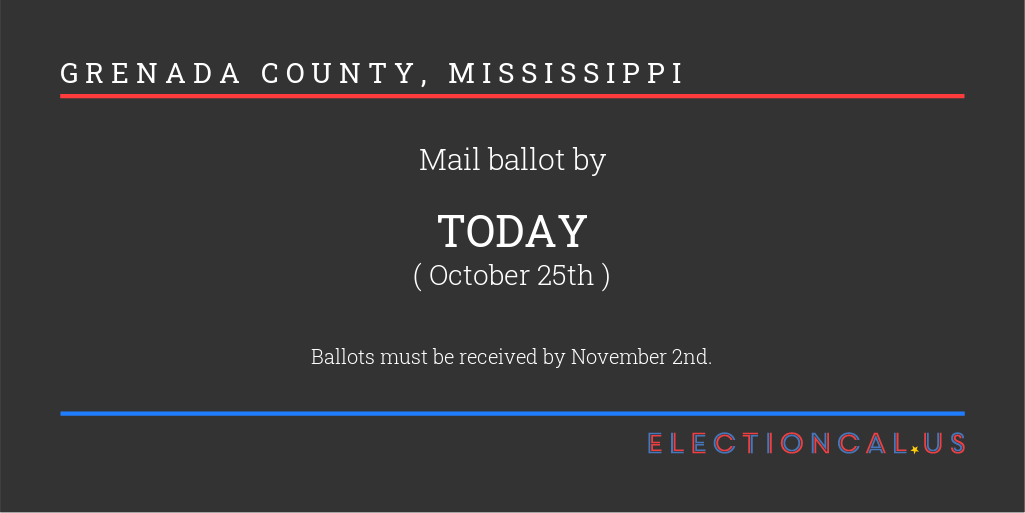 GRENADA COUNTY, MISSISSIPPI
Mail ballot by
TODAY
( October 25th )
Ballots must be received by November 2nd.
ELECTIONCAL.US